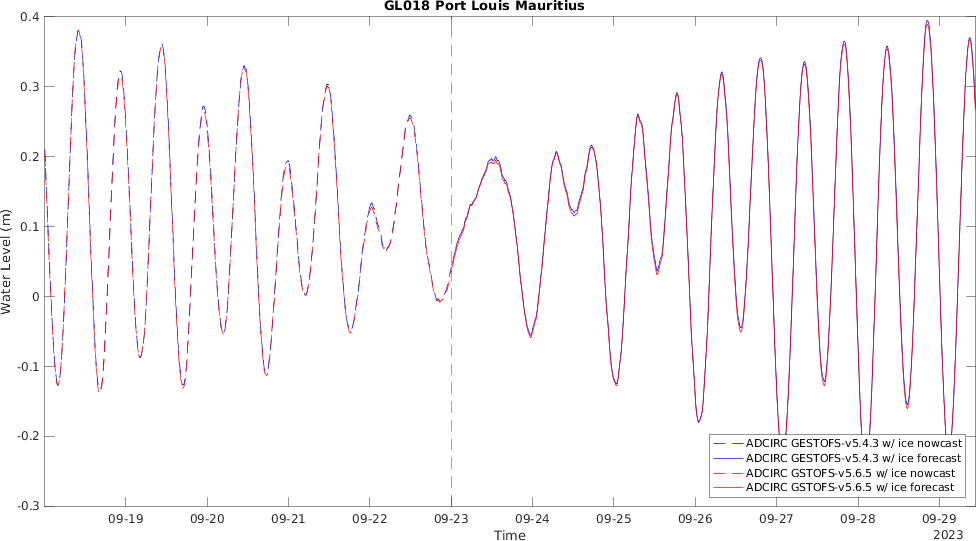 GL018 Port Louis Mauritius
Water Level (m)
0.4
0.3
0.2
0.1
0
-0.1
-0.2
-0.3
ADCIRC GESTOFS-v5.4.3 w/ ice nowcast
ADCIRC GESTOFS-v5.4.3 w/ ice forecast
ADCIRC GSTOFS-v5.6.5 w/ ice nowcast
ADCIRC GSTOFS-v5.6.5 w/ ice forecast
09-19 09-20 09-21 09-22 09-23 09-24 09-25 09-26 09-27 09-28 09-29
Time
2023